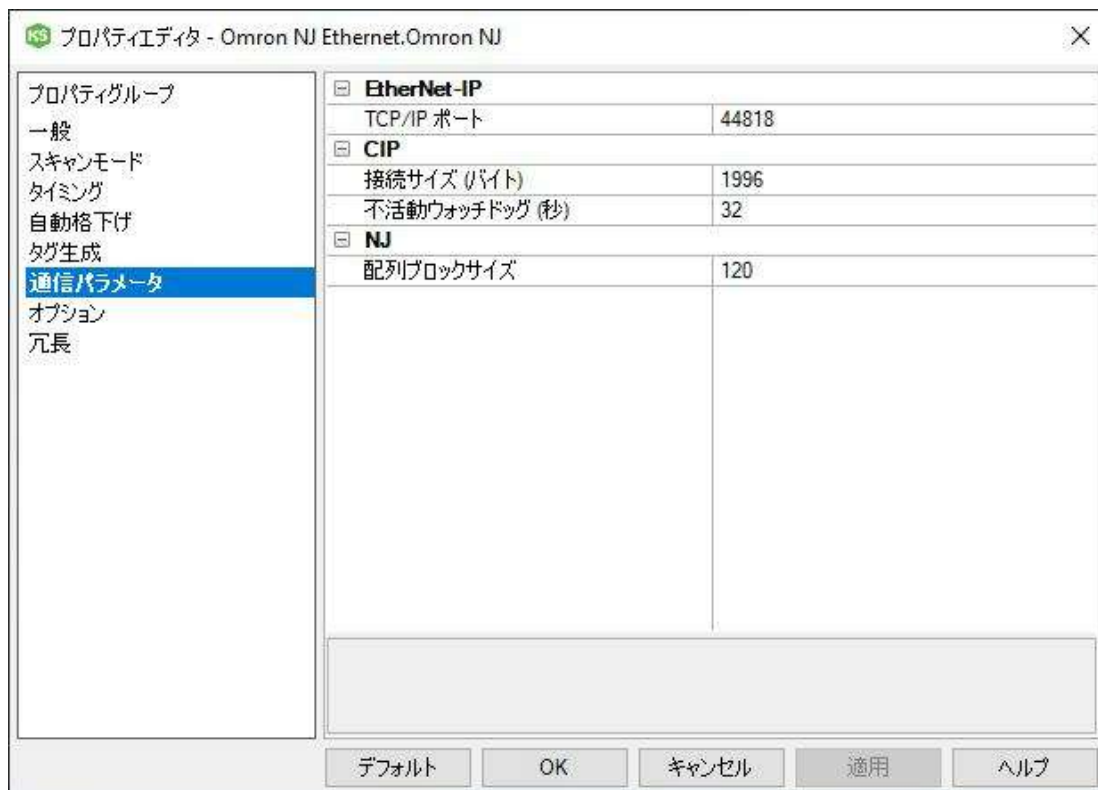 KS プロパティエディタ - Omron NJ Ethernet.Omron NJ
プロパティグループ
一般
スキャンモード
タイミング
自動格下げ
タグ生成
通信パラメータ
オプション
冗長
EtherNet-IP
TCP/IP ポート 44818
CIP
接続サイズ (バイト) 1996
不活動ウォッチドッグ (秒) 32
NJ
配列ブロックサイズ 120
デフォルト OK キャンセル 適用 ヘルプ